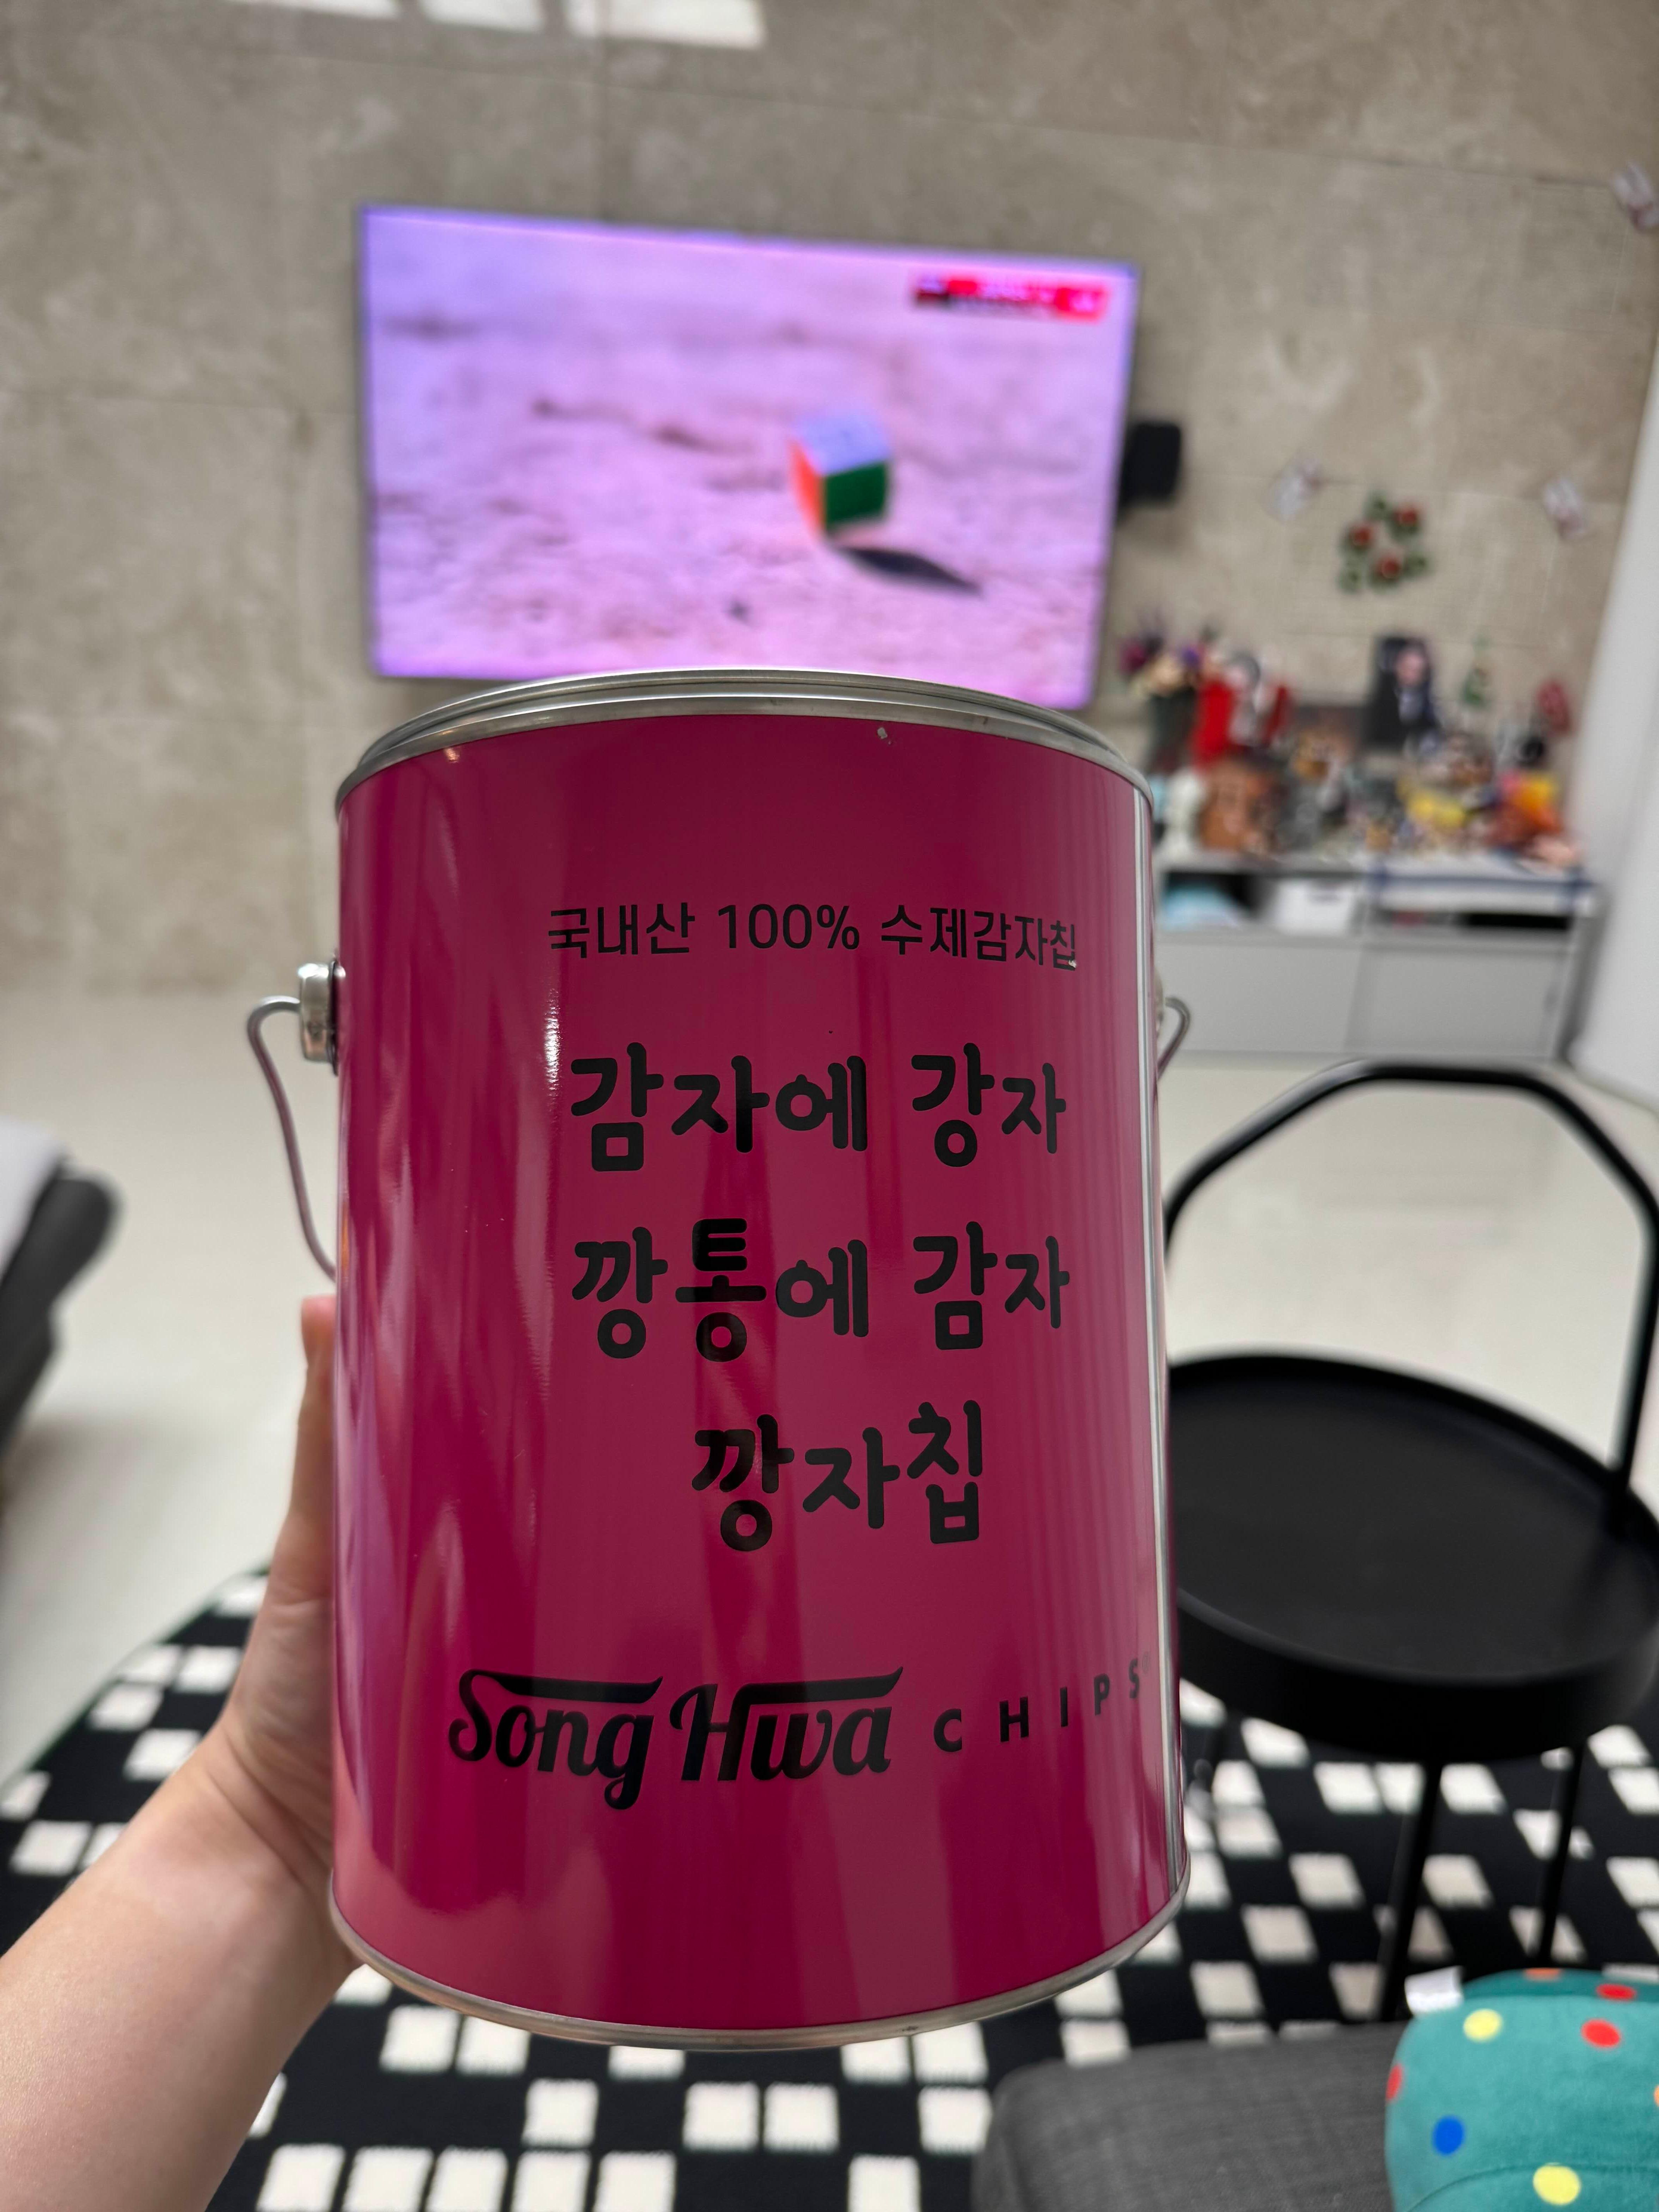 국내산 100% 수제감자칩
감자에 강자
깡통에 감자
깡자칩
Song Hwa CHIPS